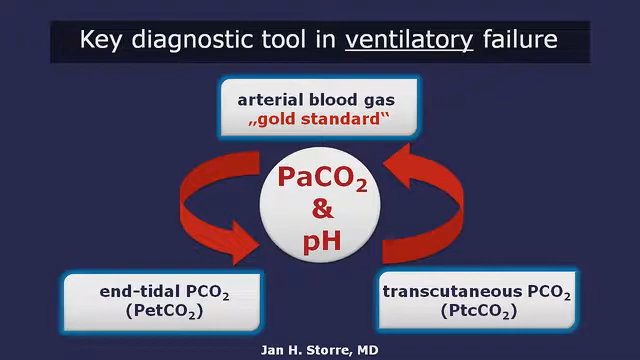 Key diagnostic tool in ventilatory failure
arterial blood gas
„gold standard“
PaCO₂
&
pH
end-tidal PCO₂
(PetCO₂)
transcutaneous PCO₂
(PtcCO₂)
Jan H. Storre, MD